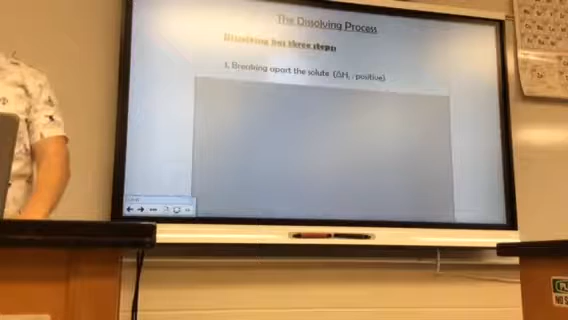 The Dissolving Process
Dissolving has three steps:
1. Breaking apart the solute (ΔH, positive)